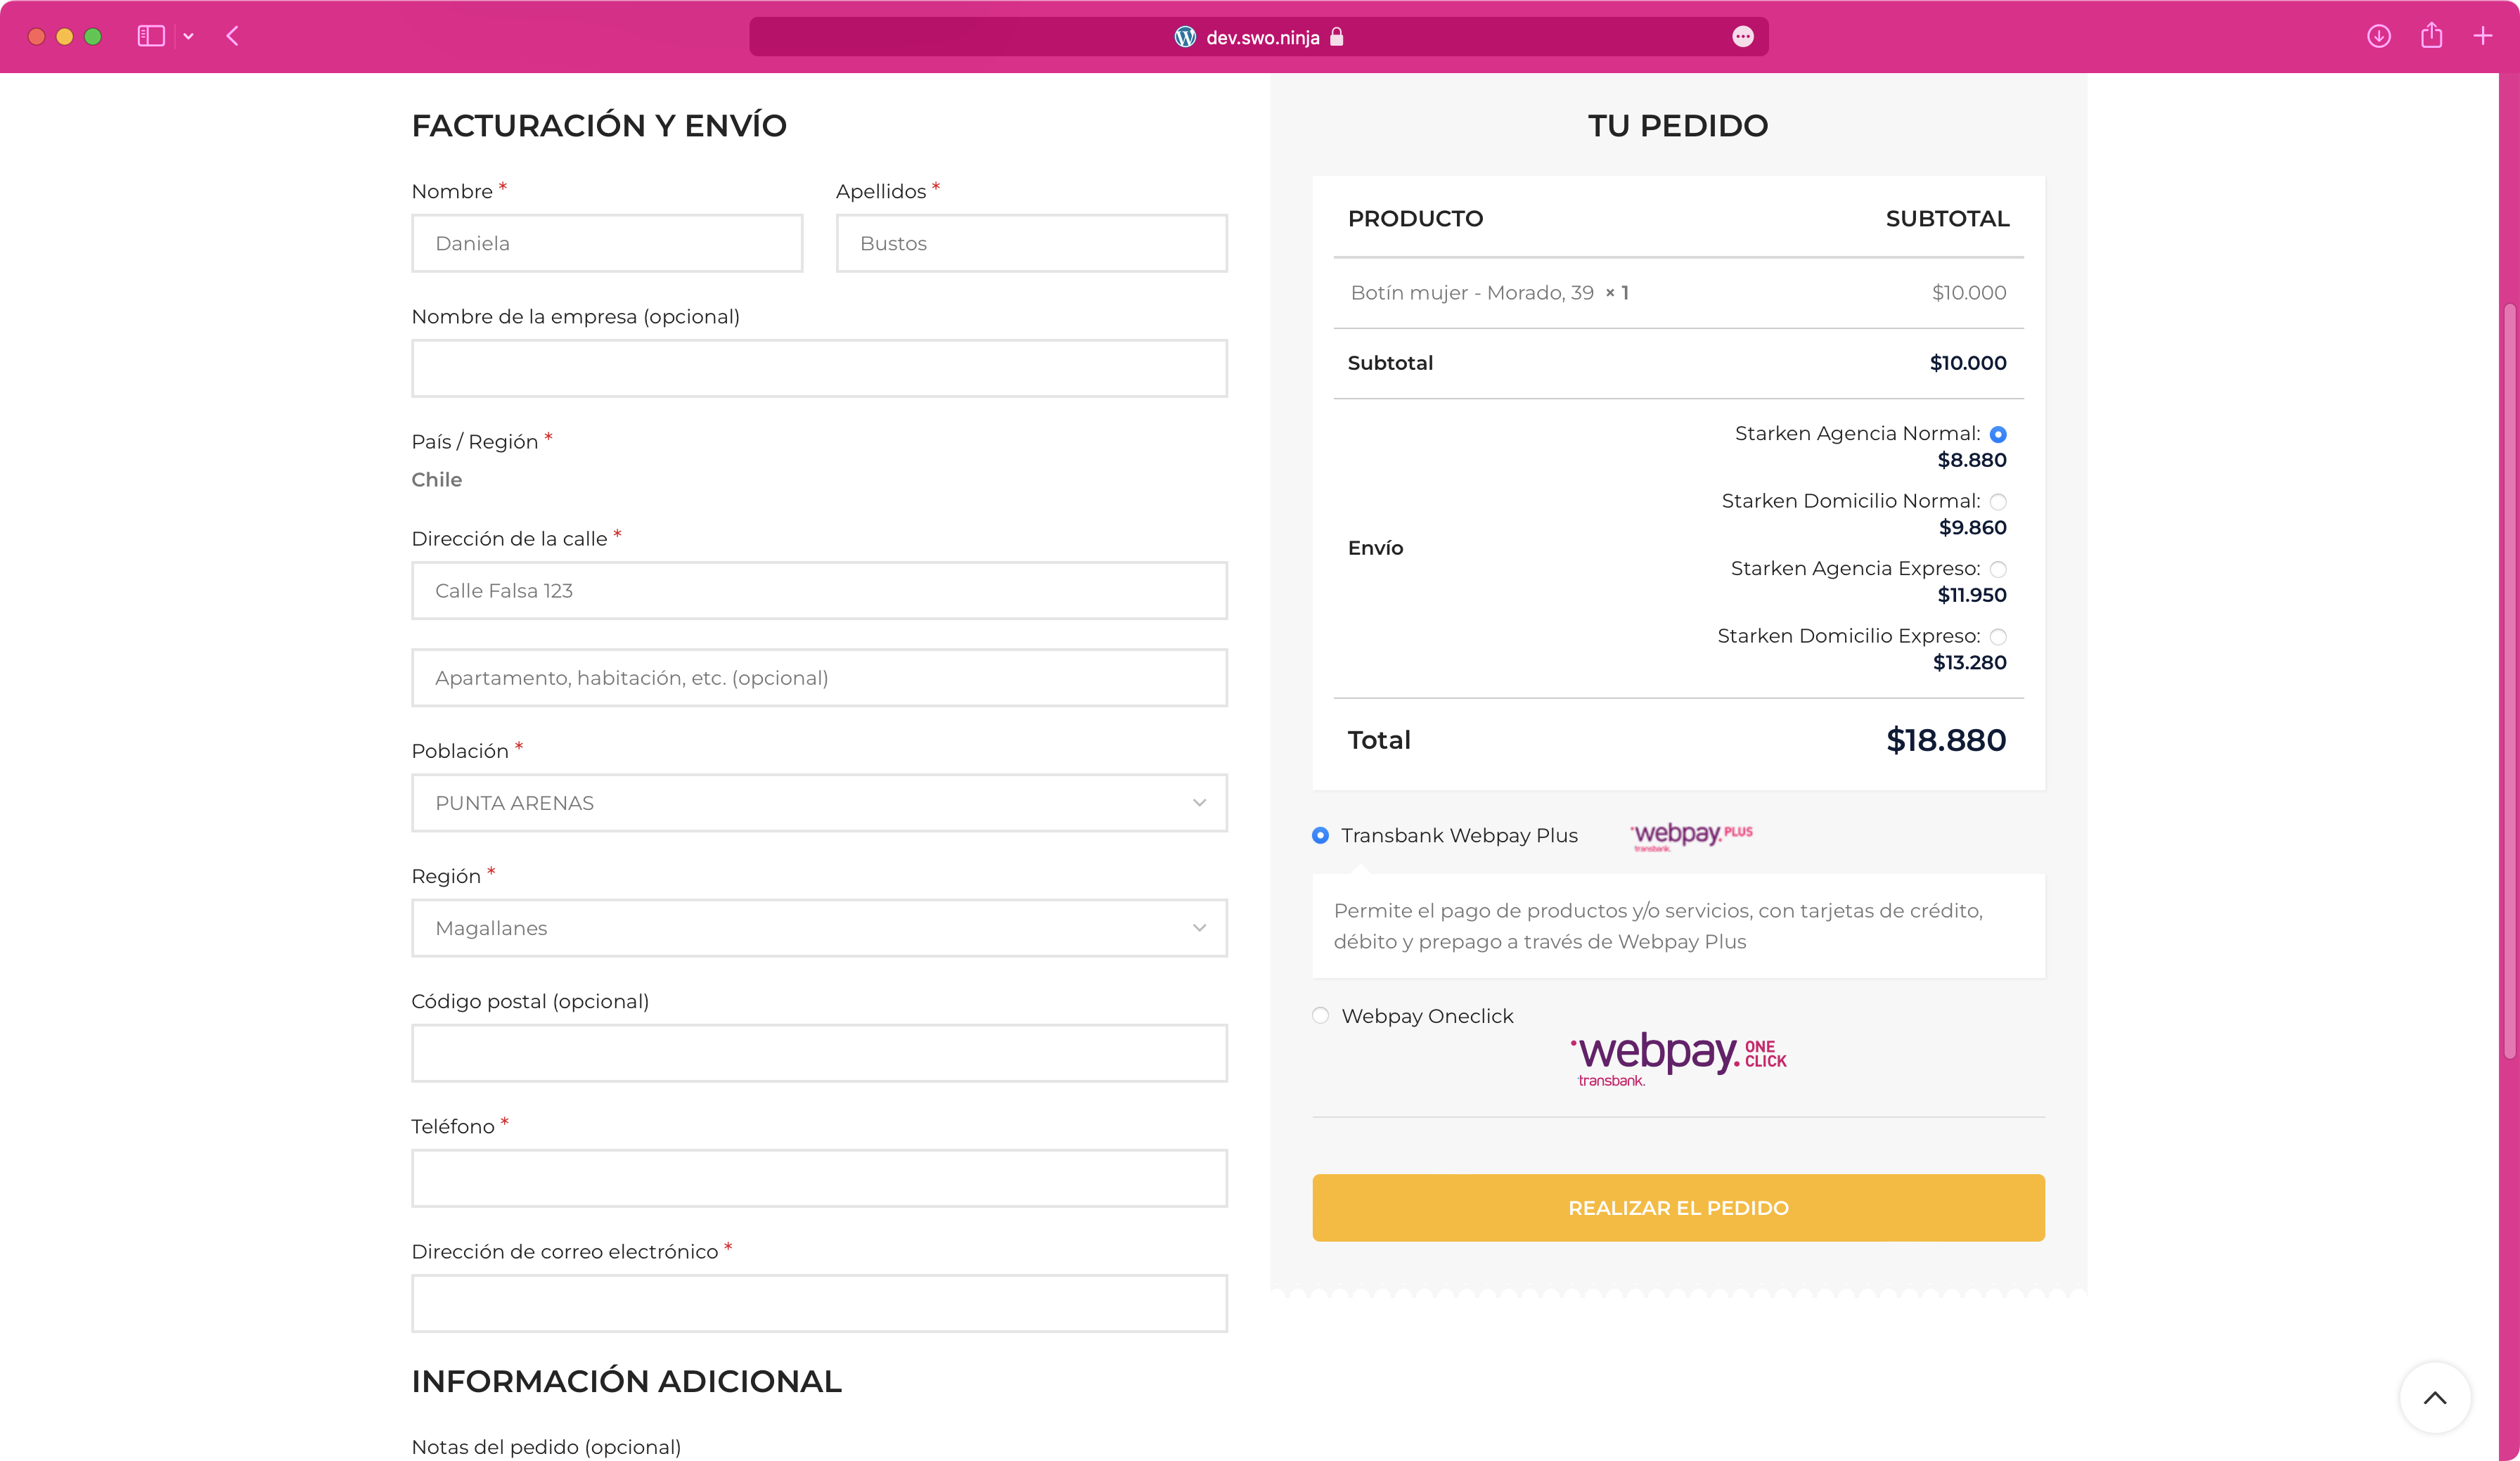 dev.swo.ninja
FACTURACIÓN Y ENVÍO
Nombre *
Apellidos *
Daniela
Bustos
Nombre de la empresa (opcional)
País / Región *
Chile
Dirección de la calle *
Calle Falsa 123
Apartamento, habitación, etc. (opcional)
Población *
PUNTA ARENAS
Región *
Magallanes
Código postal (opcional)
Teléfono *
Dirección de correo electrónico *
INFORMACIÓN ADICIONAL
Notas del pedido (opcional)
TU PEDIDO
PRODUCTO SUBTOTAL
Botín mujer - Morado, 39 × 1 $10.000
Subtotal $10.000
Envío
Starken Agencia Normal:
$8.880
Starken Domicilio Normal:
$9.860
Starken Agencia Expreso:
$11.950
Starken Domicilio Expreso:
$13.280
Total $18.880
Transbank Webpay Plus
webpay. PLUS
transbank.
Permite el pago de productos y/o servicios, con tarjetas de crédito,
débito y prepago a través de Webpay Plus
Webpay Oneclick
webpay. ONE CLICK
transbank.
REALIZAR EL PEDIDO